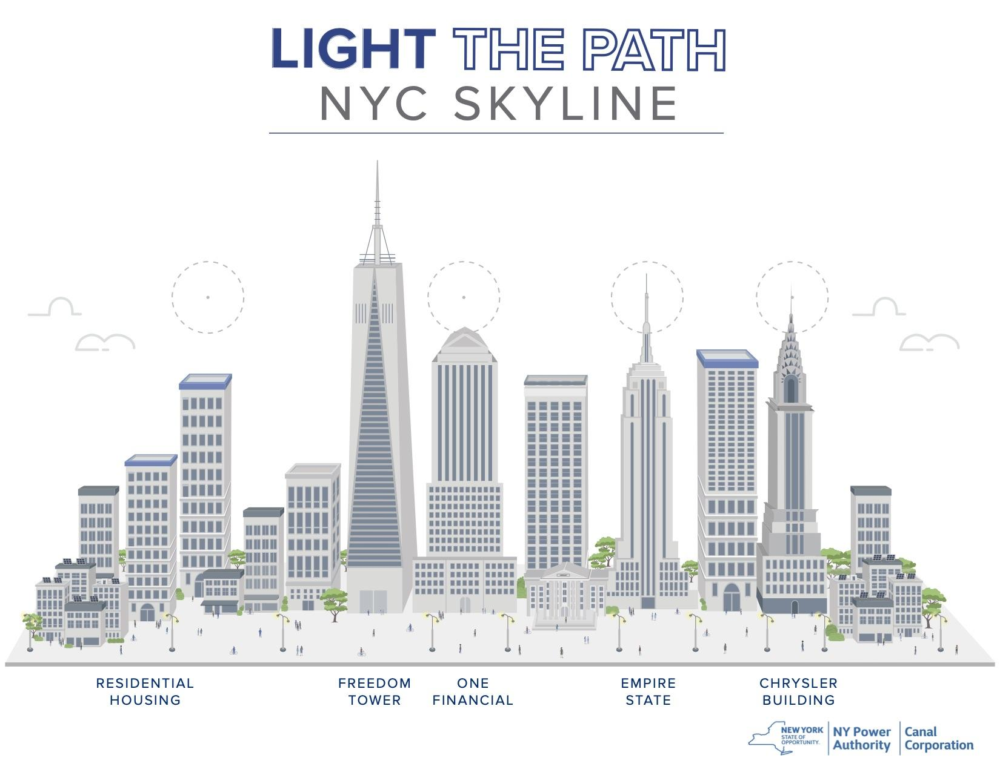 LIGHT THE PATH
NYC SKYLINE
RESIDENTIAL
HOUSING
FREEDOM
TOWER
ONE
FINANCIAL
EMPIRE
STATE
CHRYSLER
BUILDING
NEW YORK
STATE OF
OPPORTUNITY.
NY Power
Authority
Canal
Corporation